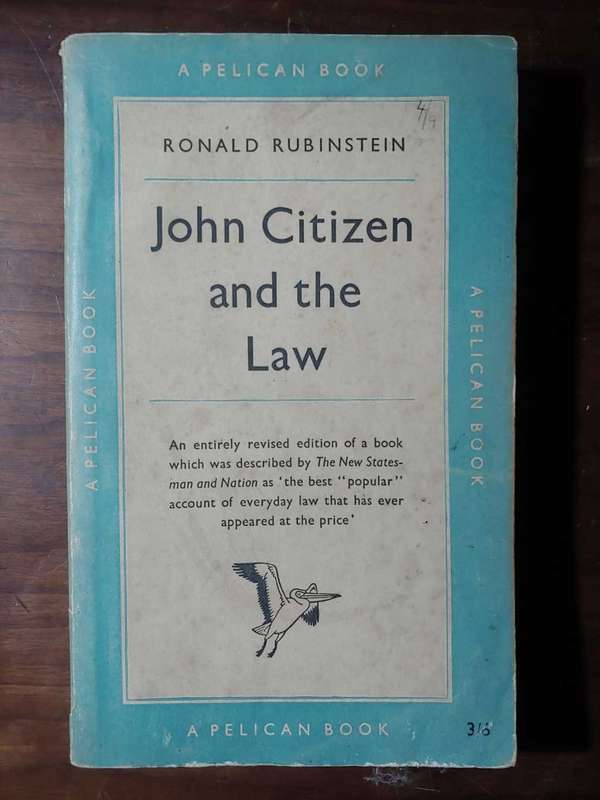 A PELICAN BOOK
4/9
RONALD RUBINSTEIN
John Citizen
and the
Law
A PELICAN BOOK
A PELICAN BOOK
An entirely revised edition of a book
which was described by The New States-
man and Nation as ‘the best “popular”
account of everyday law that has ever
appeared at the price’
A PELICAN BOOK
3/6